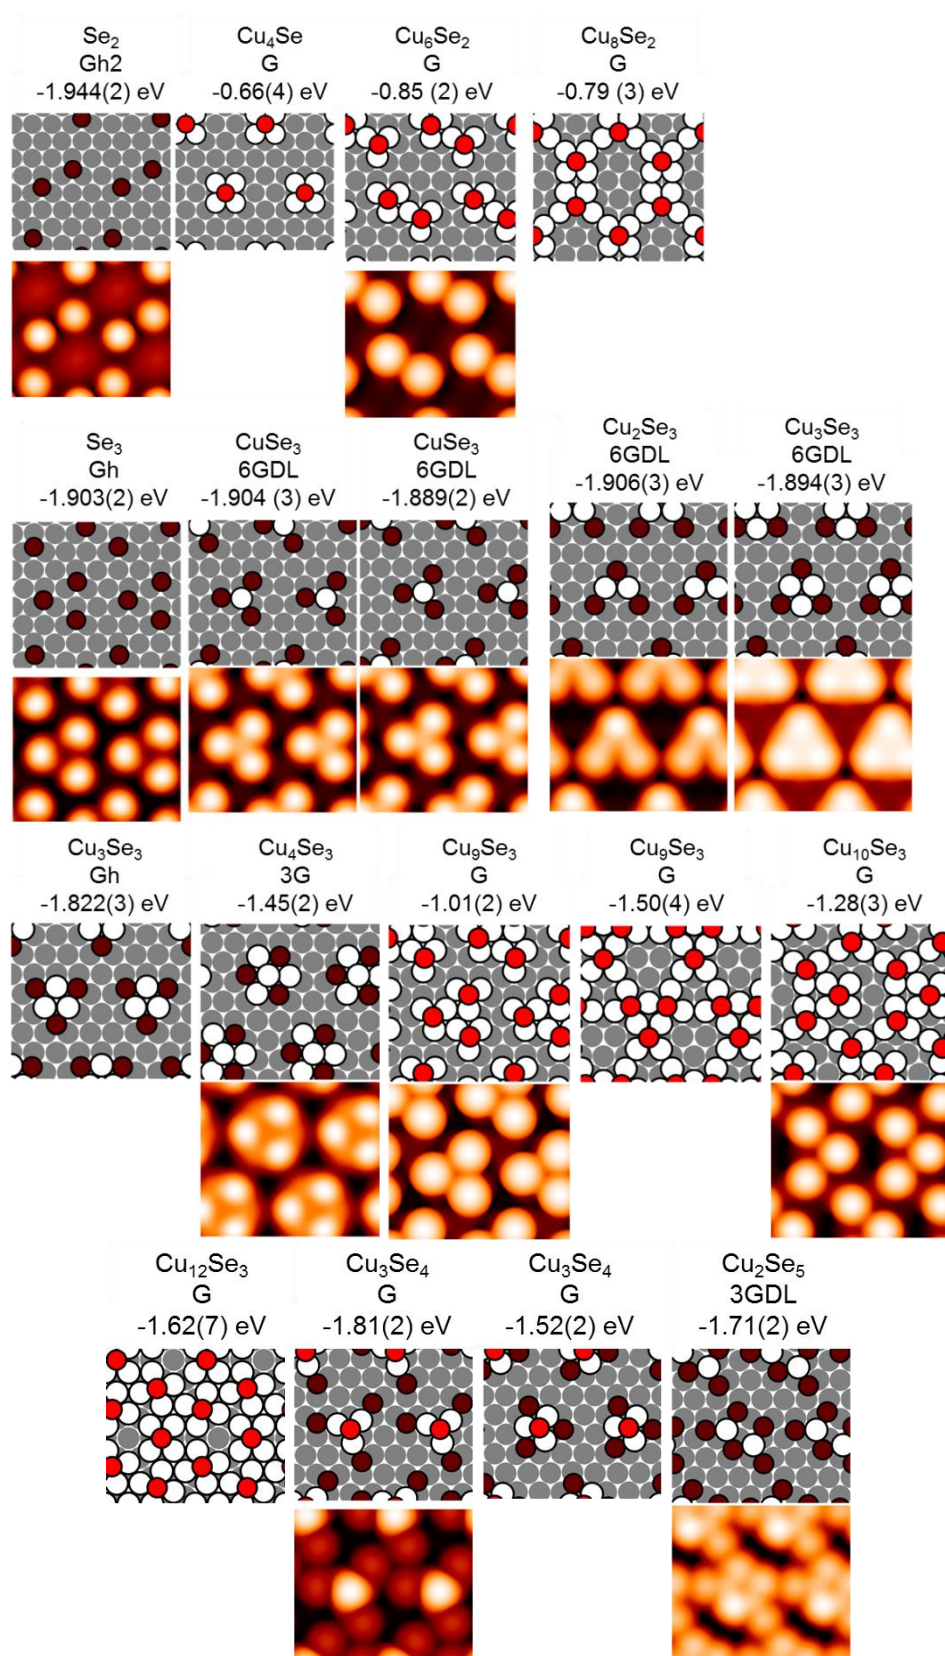 Se₂
Gh2
-1.944(2) eV
Cu₄Se
G
-0.66(4) eV
Cu₆Se₂
G
-0.85 (2) eV
Cu₈Se₂
G
-0.79 (3) eV
Se₃
Gh
-1.903(2) eV
CuSe₃
6GDL
-1.904 (3) eV
CuSe₃
6GDL
-1.889(2) eV
Cu₂Se₃
6GDL
-1.906(3) eV
Cu₃Se₃
6GDL
-1.894(3) eV
Cu₃Se₃
Gh
-1.822(3) eV
Cu₄Se₃
3G
-1.45(2) eV
Cu₉Se₃
G
-1.01(2) eV
Cu₉Se₃
G
-1.50(4) eV
Cu₁₀Se₃
G
-1.28(3) eV
Cu₁₂Se₃
G
-1.62(7) eV
Cu₃Se₄
G
-1.81(2) eV
Cu₃Se₄
G
-1.52(2) eV
Cu₂Se₅
3GDL
-1.71(2) eV